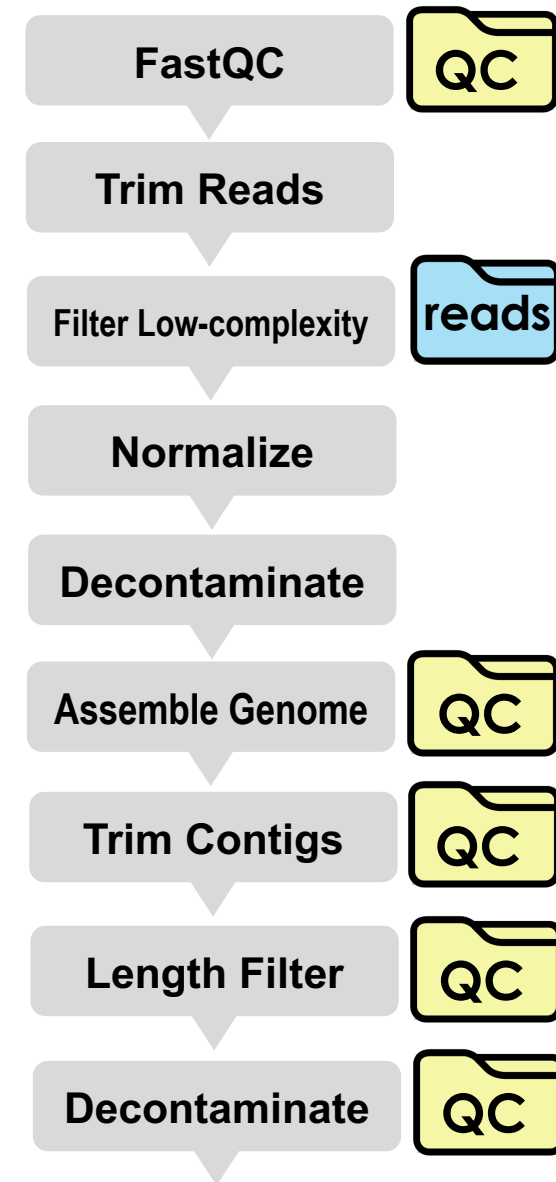 FastQC
QC
Trim Reads
Filter Low-complexity
reads
Normalize
Decontaminate
Assemble Genome
QC
Trim Contigs
QC
Length Filter
QC
Decontaminate
QC